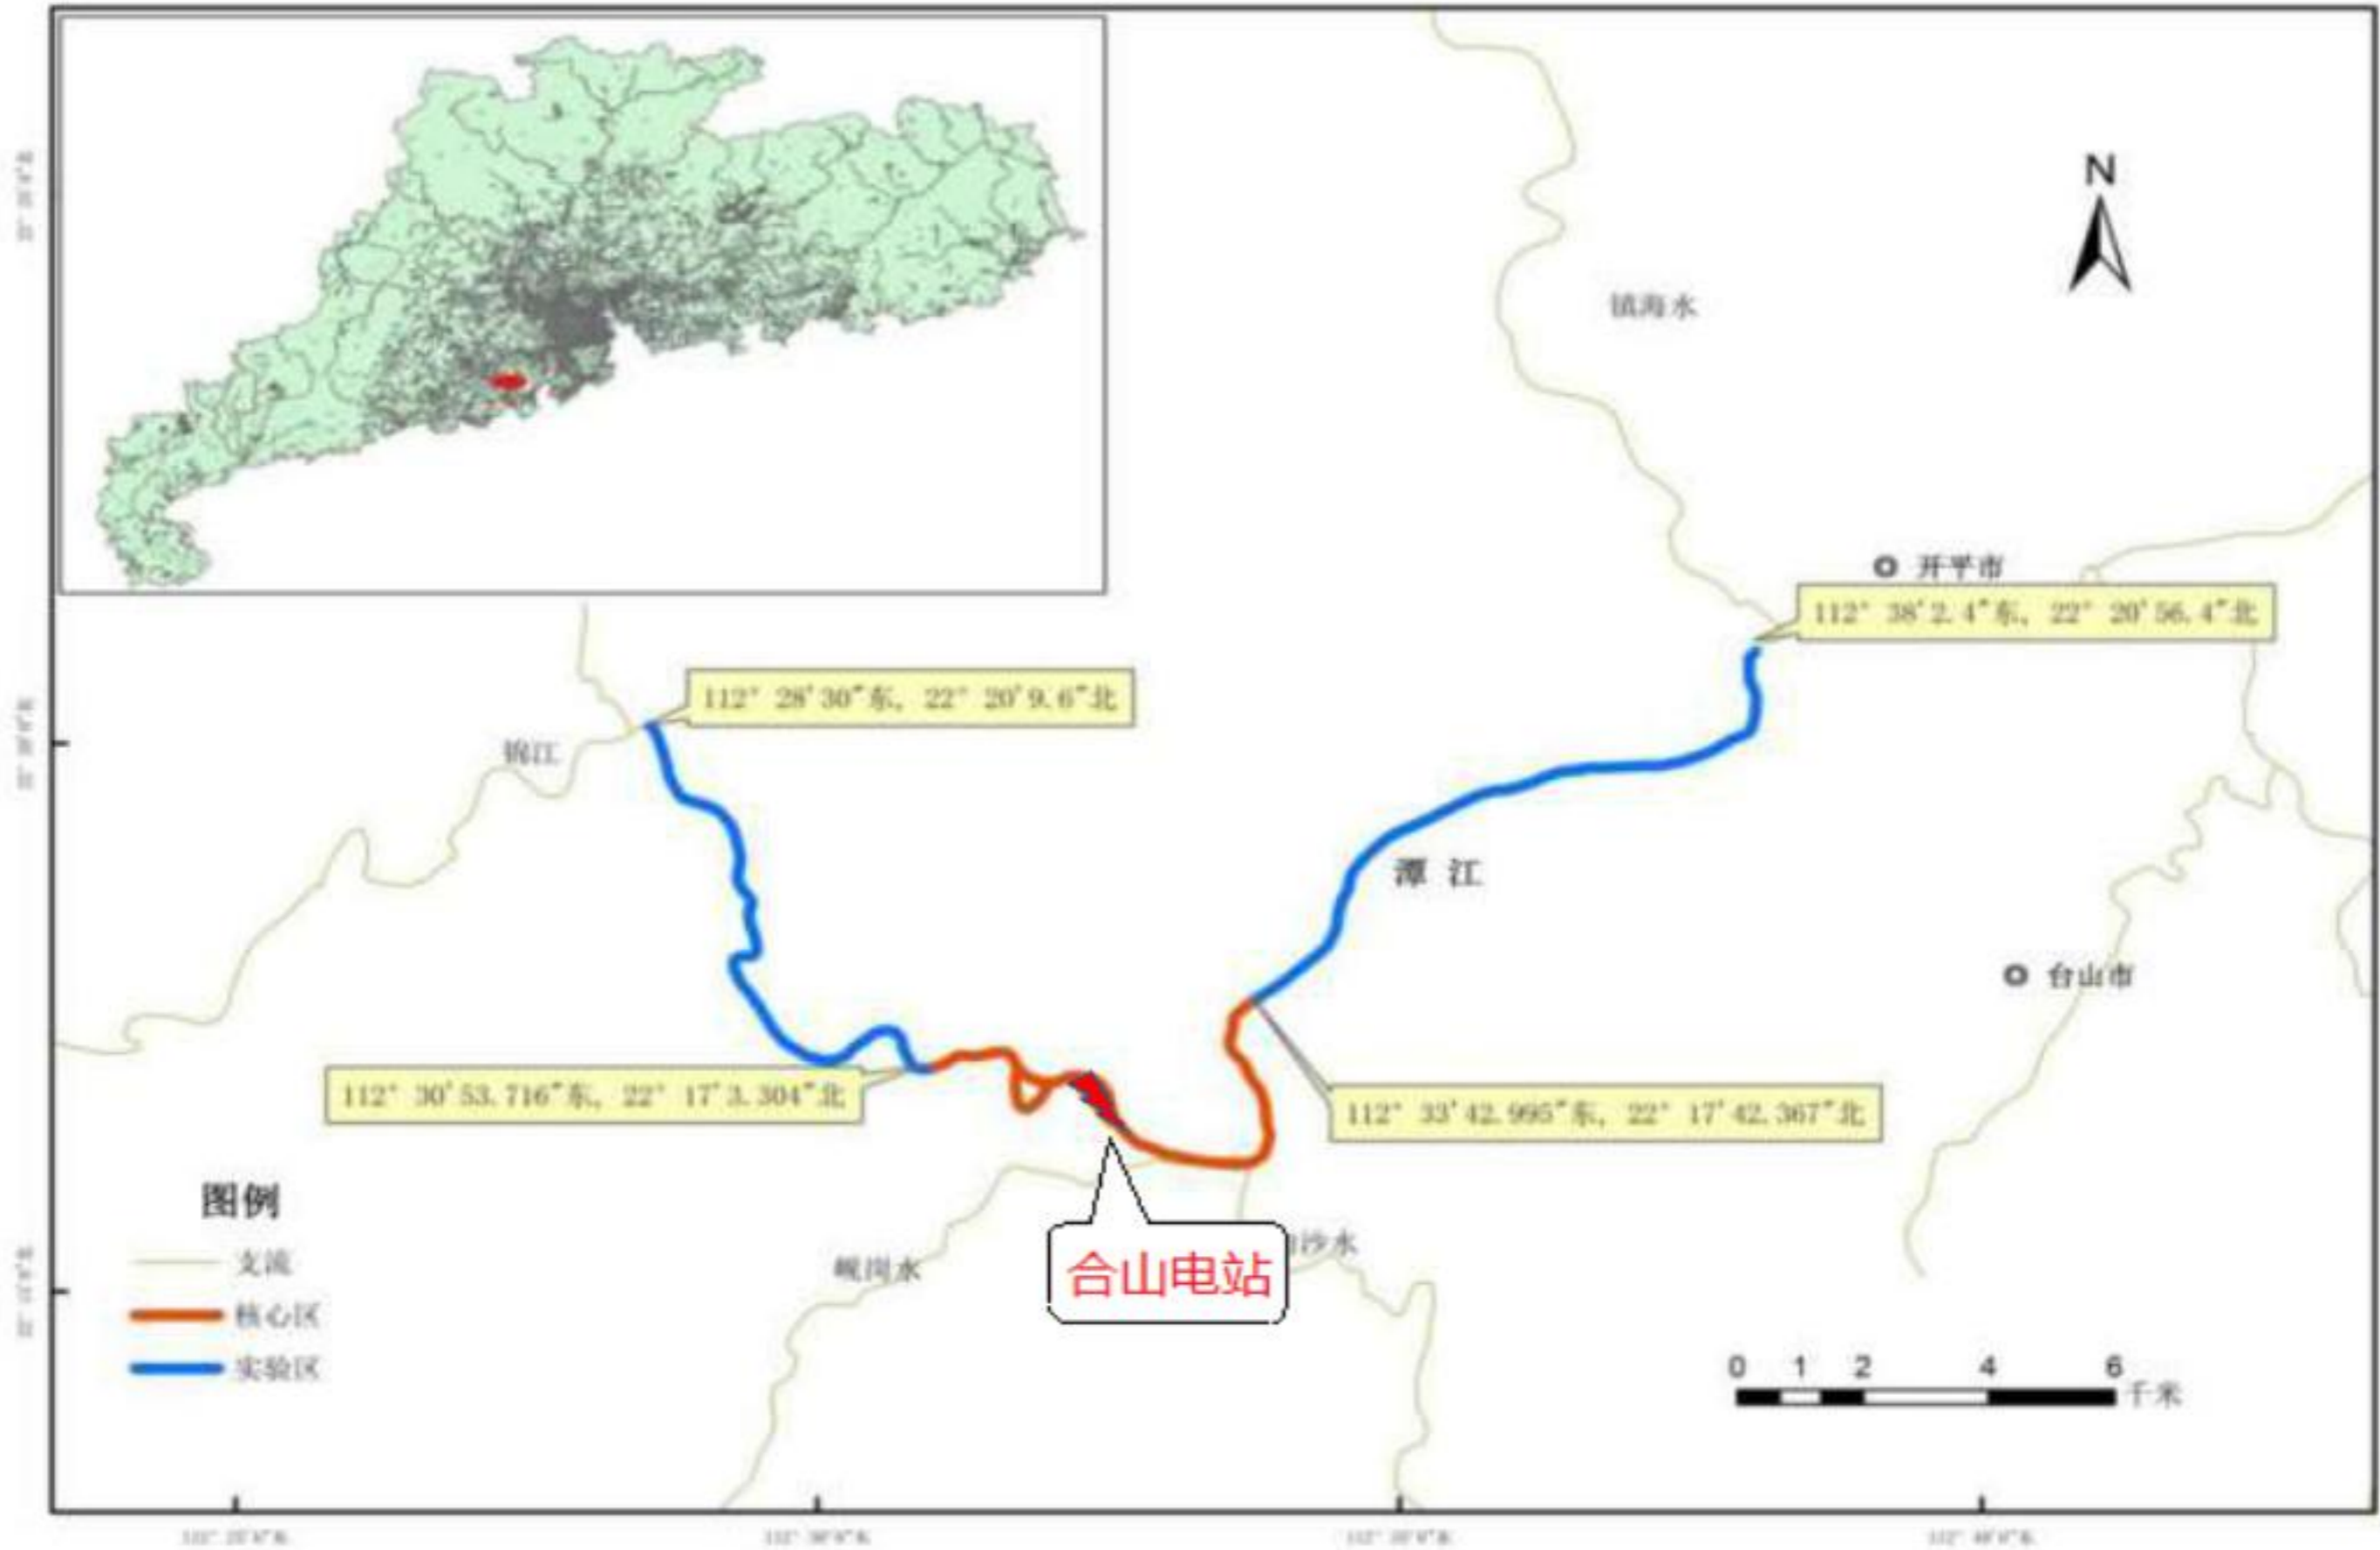 N
镇海水
开平市
112° 38′2.4″东, 22° 20′56.4″北
112° 28′30″东, 22° 20′9.6″北
锦江
潭 江
台山市
112° 30′53.716″东, 22° 17′3.304″北
112° 33′42.995″东, 22° 17′42.367″北
图例
支流
核心区
实验区
合山电站
沙水
蚬岗水
0 1 2 4 6
千米